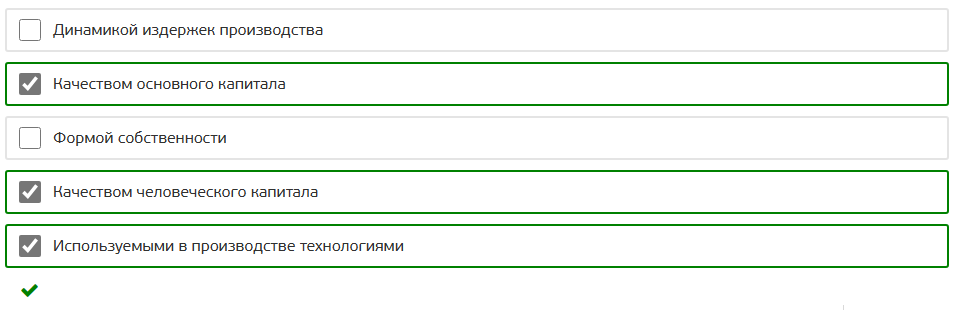 Динамикой издержек производства
Качеством основного капитала
Формой собственности
Качеством человеческого капитала
Используемыми в производстве технологиями